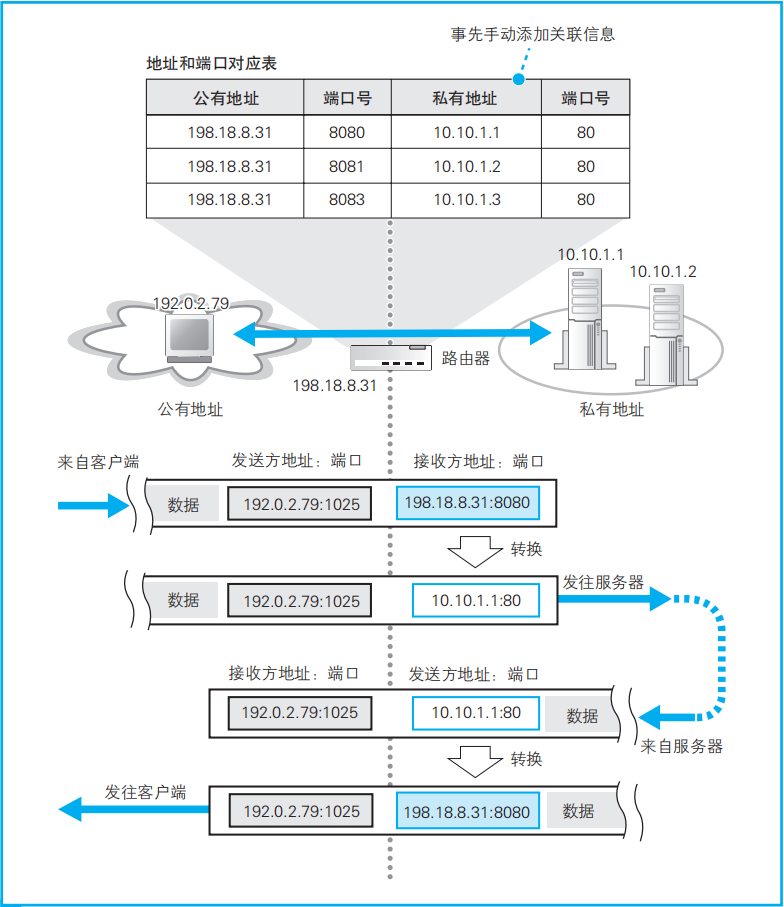 事先手动添加关联信息
地址和端口对应表
公有地址 端口号 私有地址 端口号
198.18.8.31 8080 10.10.1.1 80
198.18.8.31 8081 10.10.1.2 80
198.18.8.31 8083 10.10.1.3 80
10.10.1.1
10.10.1.2
192.0.2.79
路由器
198.18.8.31
公有地址
私有地址
来自客户端
发送方地址：端口
接收方地址：端口
数据 192.0.2.79:1025 198.18.8.31:8080
转换
数据 192.0.2.79:1025 10.10.1.1:80
发往服务器
接收方地址：端口
发送方地址：端口
192.0.2.79:1025 10.10.1.1:80 数据
来自服务器
转换
发往客户端
192.0.2.79:1025 198.18.8.31:8080 数据